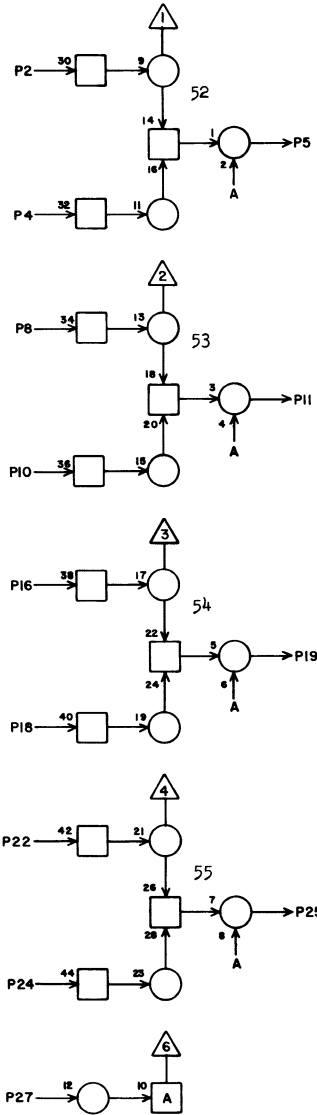 1
P2 30 9
52
14 1 P5
16 2
P4 32 11 A
2
P8 34 13
53
18 3 P11
20 4
A
P10 36 15
3
P16 38 17
54
22 5 P19
24 6
A
P18 40 19
4
P22 42 21
55
26 7 P25
28 8
A
P24 44 23
6
P27 12 10 A